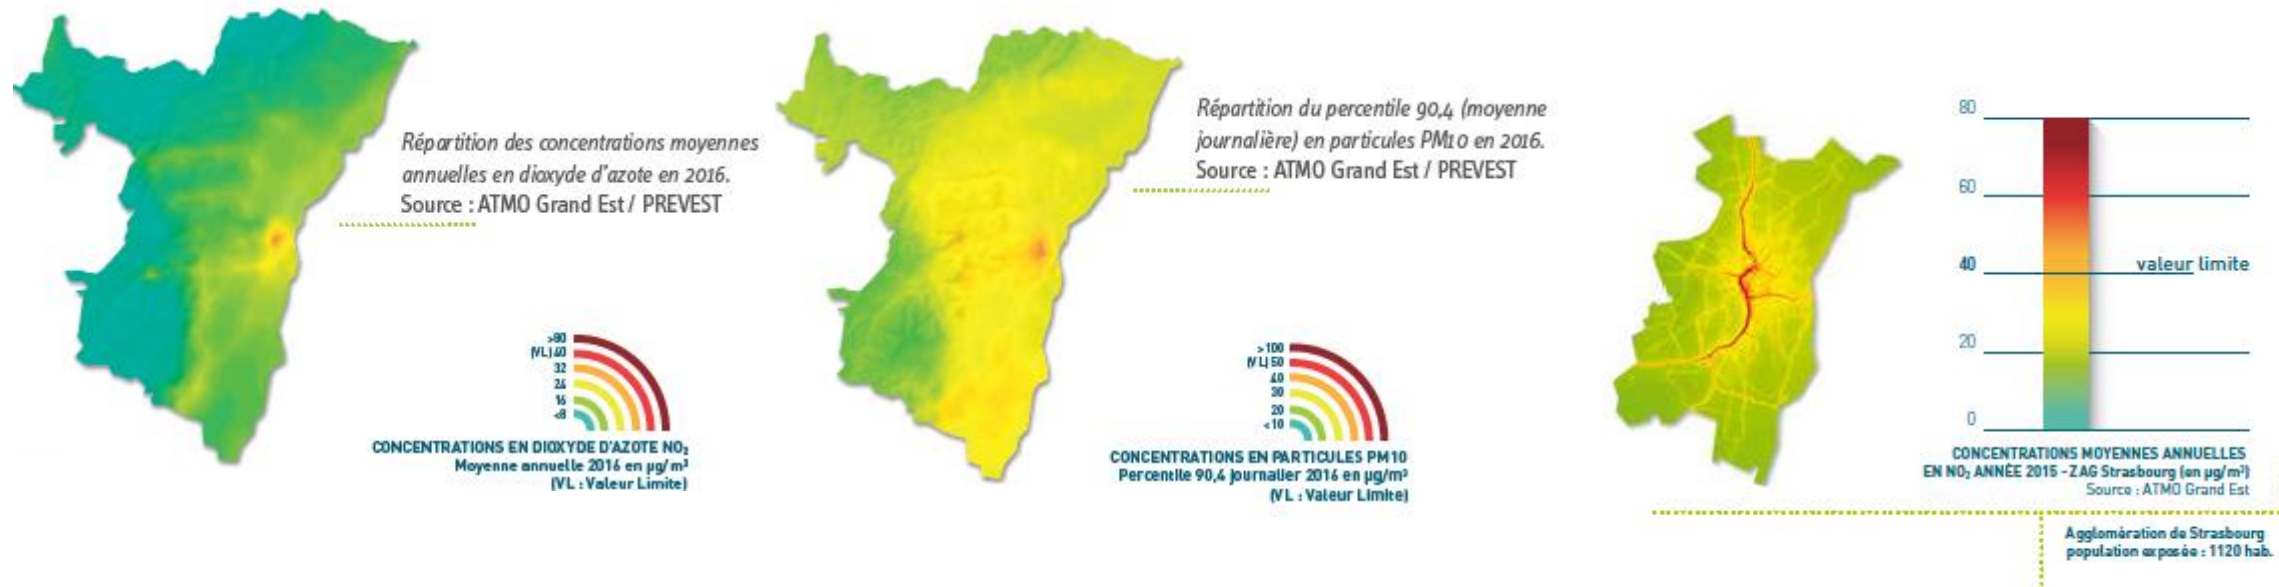 Répartition des concentrations moyennes
annuelles en dioxyde d'azote en 2016.
Source : ATMO Grand Est / PREVEST
>80
(VL) 40
32
24
16
<8
CONCENTRATIONS EN DIOXYDE D'AZOTE NO₂
Moyenne annuelle 2016 en µg/m³
(VL : Valeur Limite)
Répartition du percentile 90,4 (moyenne
journalière) en particules PM10 en 2016.
Source : ATMO Grand Est / PREVEST
>100
(VL) 50
40
30
20
<10
CONCENTRATIONS EN PARTICULES PM10
Percentile 90,4 journalier 2016 en µg/m³
(VL : Valeur Limite)
80
60
40
valeur limite
20
0
CONCENTRATIONS MOYENNES ANNUELLES
EN NO₂ ANNÉE 2015 - ZAG Strasbourg (en µg/m³)
Source : ATMO Grand Est
Agglomération de Strasbourg
population exposée : 1120 hab.